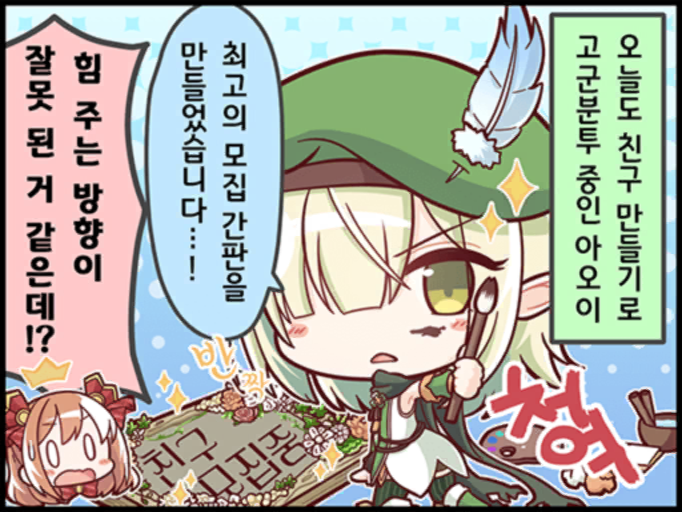 오늘도 친구 만들기로
고군분투 중인 아오이
최고의 모집 간판을
만들었습니다…!
힘 주는 방향이
잘못 된 거 같은데!?
반짝
친구
모집중
척